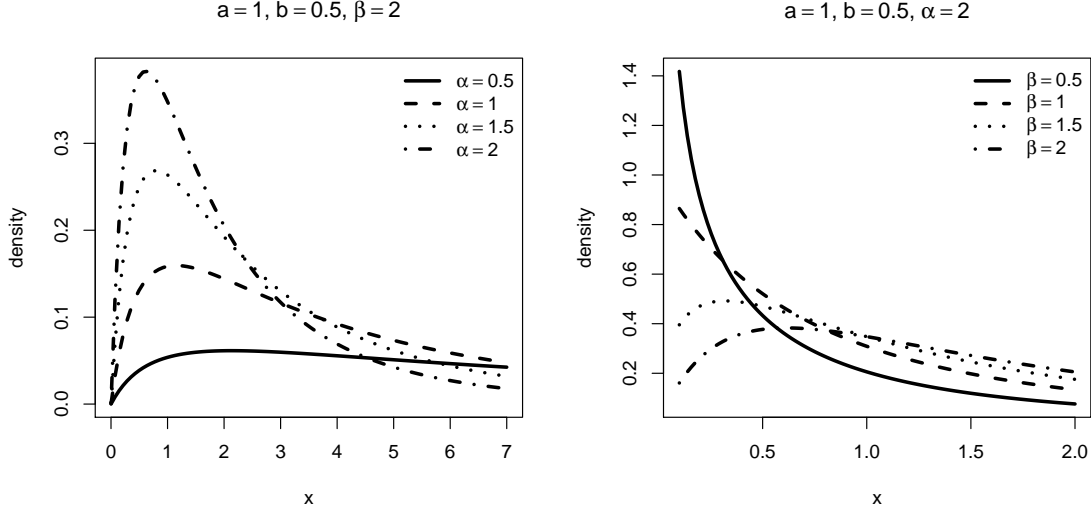 a = 1, b = 0.5, β = 2
α = 0.5
α = 1
α = 1.5
α = 2
density
0.0
0.1
0.2
0.3
0
1
2
3
4
5
6
7
x
a = 1, b = 0.5, α = 2
β = 0.5
β = 1
β = 1.5
β = 2
density
0.2
0.4
0.6
0.8
1.0
1.2
1.4
0.5
1.0
1.5
2.0
x